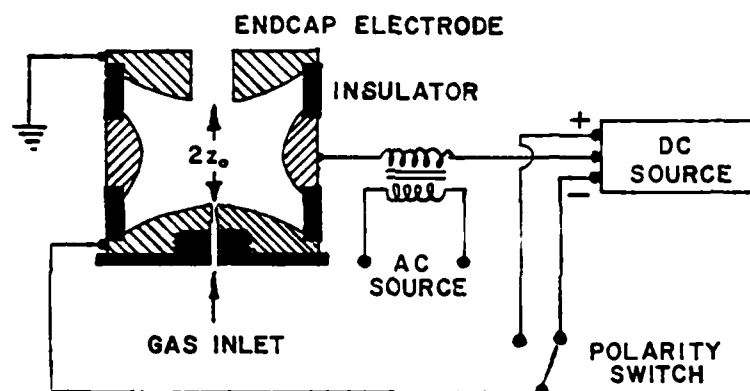 ENDCAP ELECTRODE
INSULATOR
2z₀
+
DC
SOURCE
−
AC
SOURCE
GAS INLET
POLARITY
SWITCH